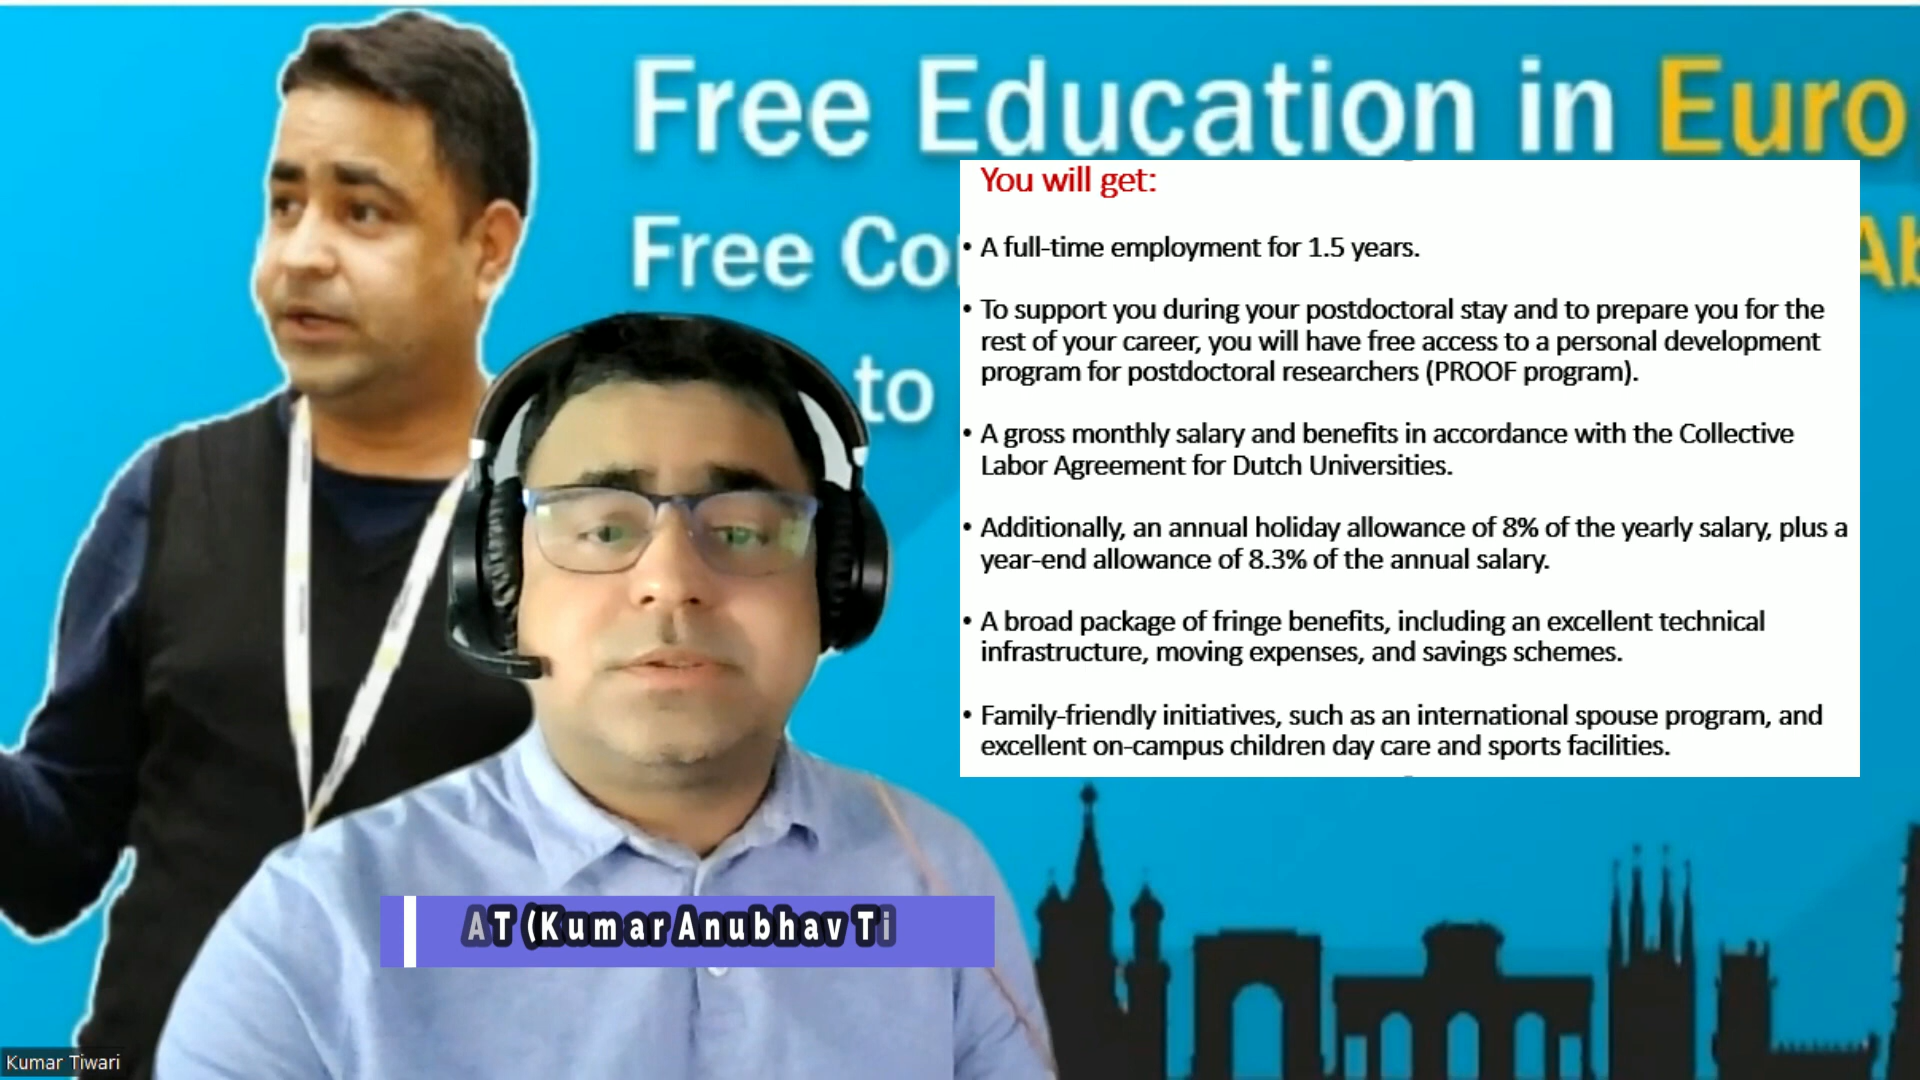 Free Education in Euro
You will get:
Free Co
Ab
• A full-time employment for 1.5 years.
• To support you during your postdoctoral stay and to prepare you for the
rest of your career, you will have free access to a personal development
program for postdoctoral researchers (PROOF program).
to
• A gross monthly salary and benefits in accordance with the Collective
Labor Agreement for Dutch Universities.
• Additionally, an annual holiday allowance of 8% of the yearly salary, plus a
year-end allowance of 8.3% of the annual salary.
• A broad package of fringe benefits, including an excellent technical
infrastructure, moving expenses, and savings schemes.
• Family-friendly initiatives, such as an international spouse program, and
excellent on-campus children day care and sports facilities.
AT (Kumar Anubhav Ti
Kumar Tiwari